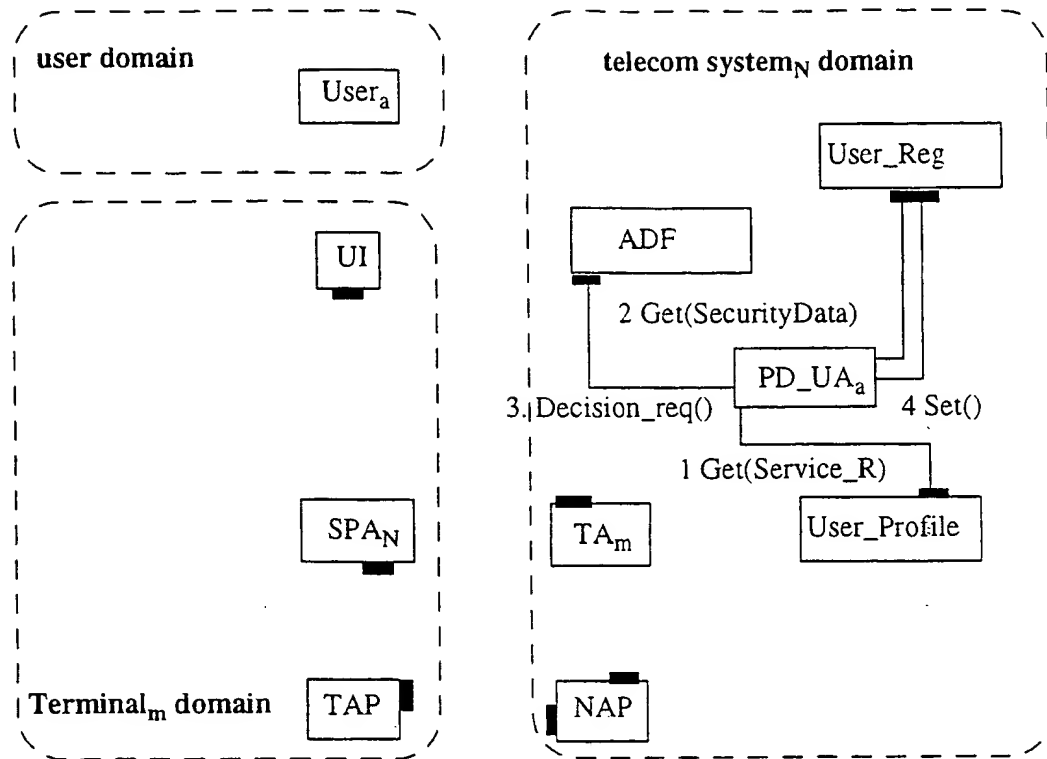 user domain
User_a
telecom system_N domain
User_Reg
UI
ADF
2 Get(SecurityData)
PD_UA_a
3. Decision_req()
4 Set()
1 Get(Service_R)
SPA_N
TA_m
User_Profile
Terminal_m domain
TAP
NAP